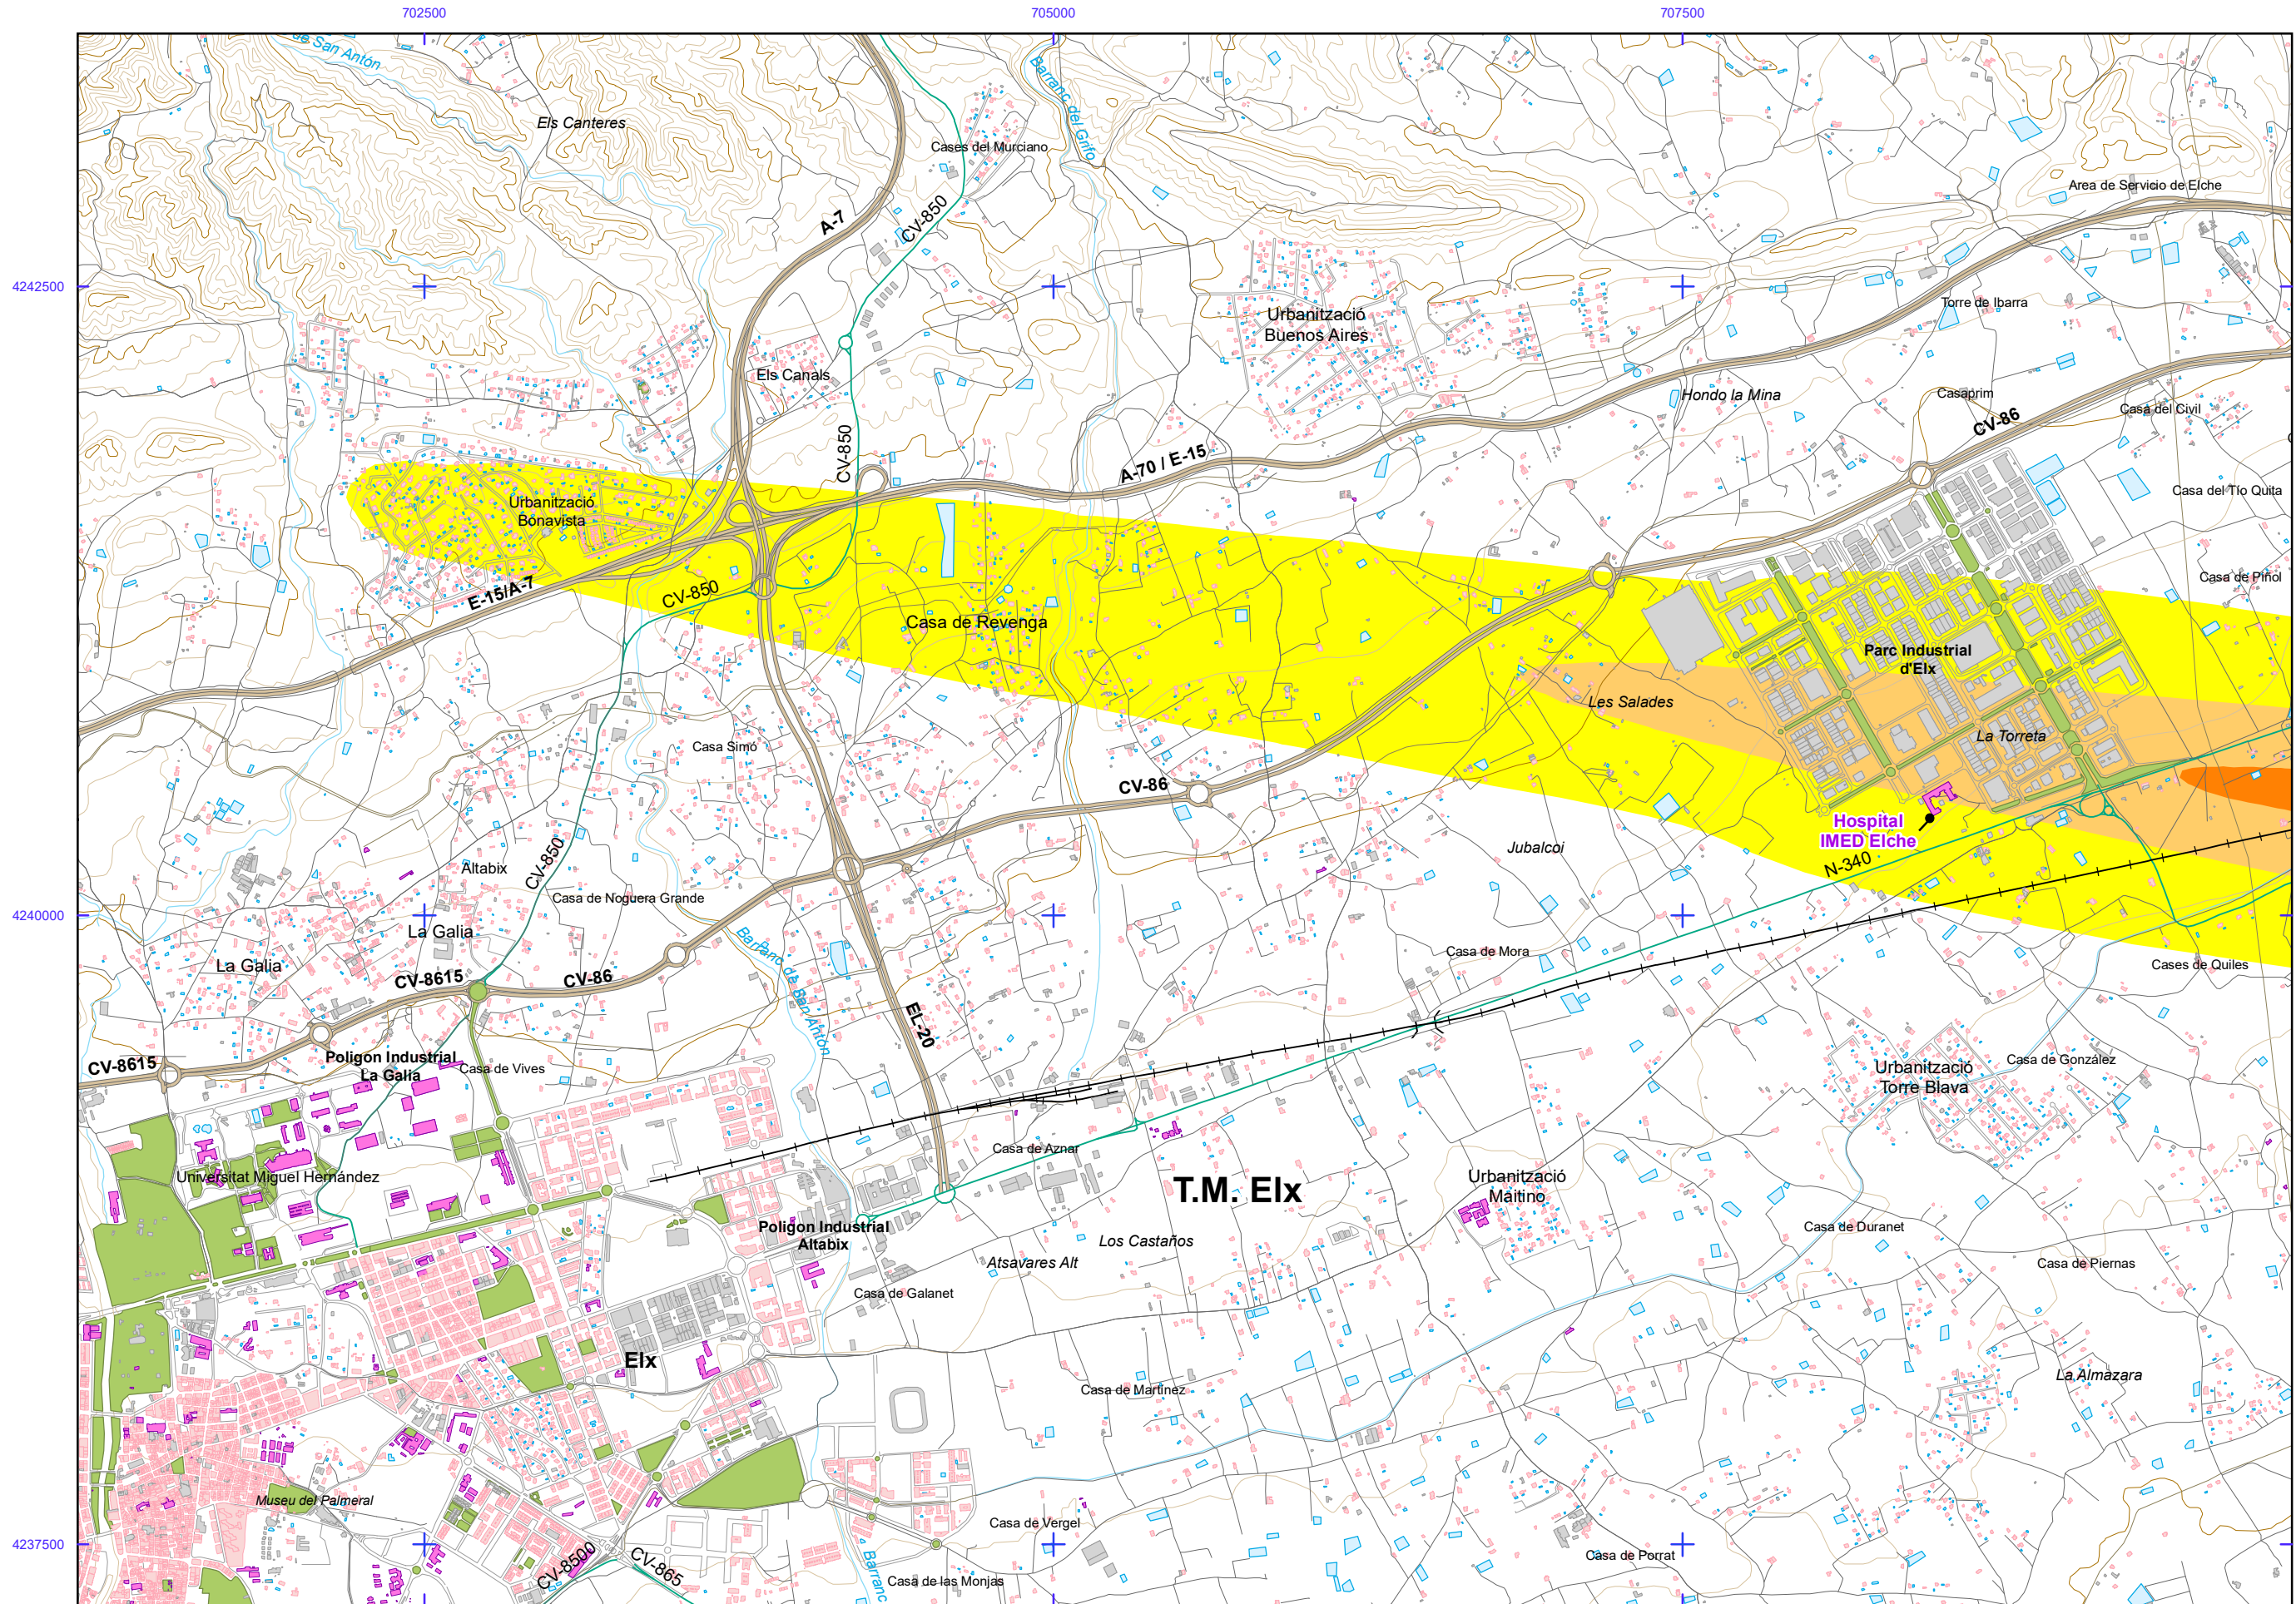 702500
705000
707500
de San Antón
Els Canteres
Barranc del Grifo
Cases del Murciano
Area de Servicio de Elche
A-7
CV-850
4242500
Torre de Ibarra
Urbanització
Buenos Aires
Els Canals
Hondo la Mina
Casaprim
Casa del Civil
CV-86
CV-850
A-70 / E-15
Casa del Tío Quita
Urbanització
Bonavista
Casa de Piñol
E-15/A-7
CV-850
Casa de Revenga
Parc Industrial
d'Elx
Les Salades
La Torreta
Casa Simó
CV-86
Hospital
IMED Elche
Jubalcoi
N-340
Altabix
CV-850
Casa de Noguera Grande
4240000
La Galia
La Galia
Barranc de San Antón
Casa de Mora
Cases de Quiles
CV-8615
CV-86
EL-20
CV-8615
Poligon Industrial
La Galia
Casa de Vives
Casa de González
Urbanització
Torre Blava
Casa de Aznar
Universitat Miguel Hernández
T.M. Elx
Urbanització
Maitino
Poligon Industrial
Altabix
Los Castaños
Casa de Duranet
Atsavares Alt
Casa de Piernas
Casa de Galanet
Elx
Casa de Martinez
La Almazara
Museu del Palmeral
Casa de Vergel
4237500
CV-8500
CV-865
Barranc
Casa de Porrat
Casa de las Monjas